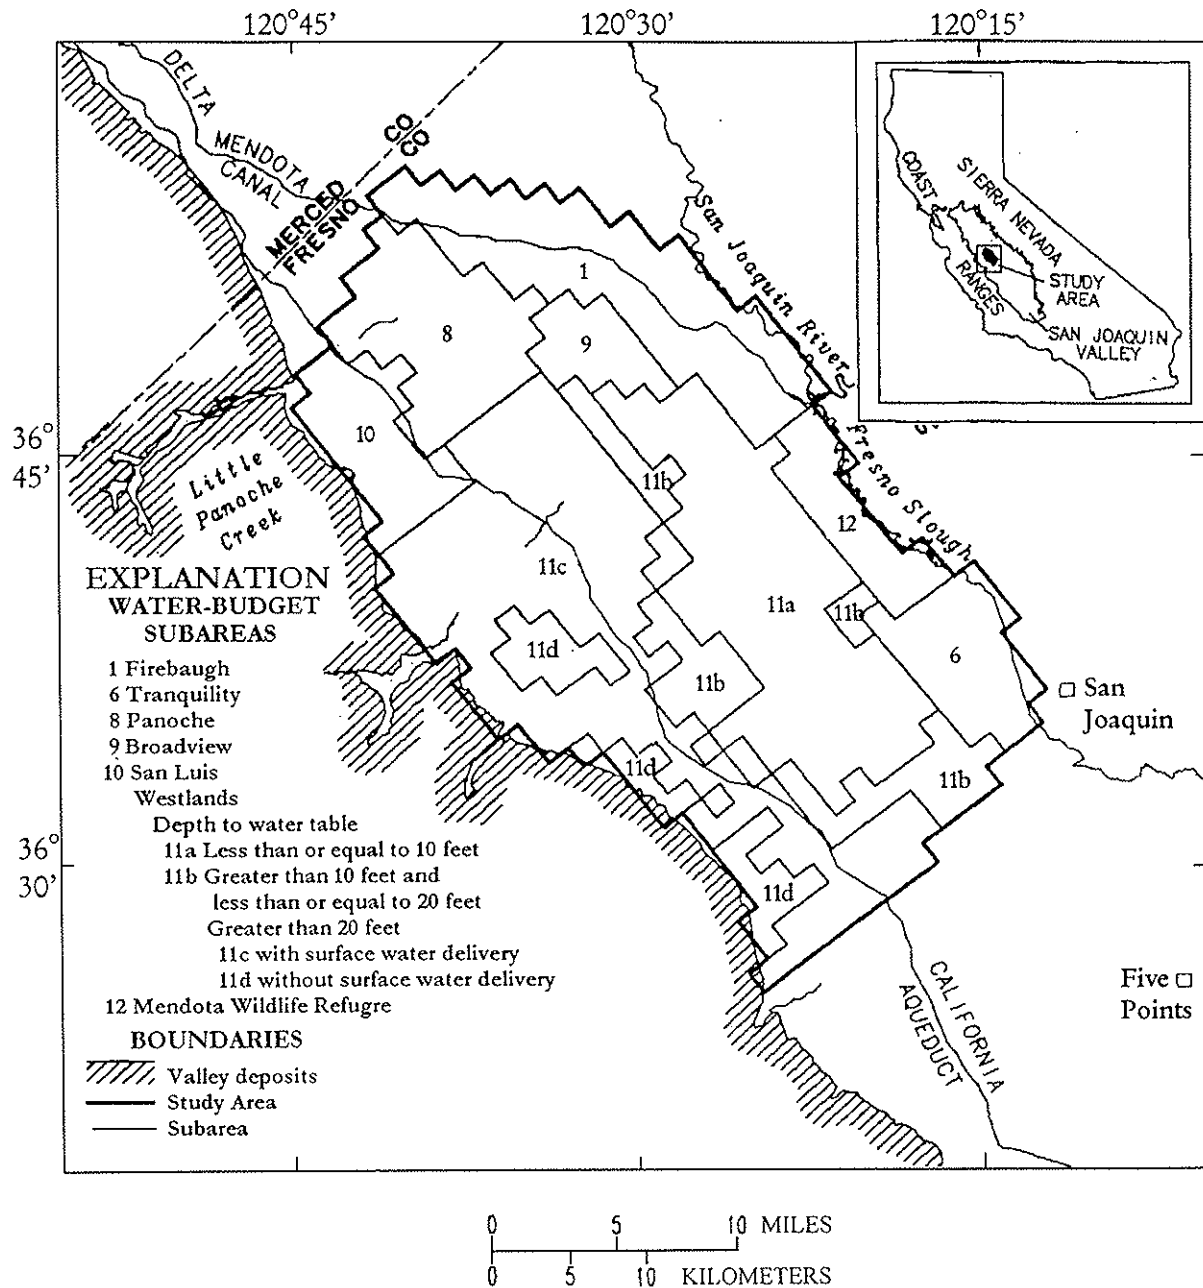 120°45'
120°30'
120°15'
DELTA
MENDOTA
CANAL
CO
CO
MERCED
FRESNO
San Joaquin River
Fresno Slough
COAST
RANGES
SIERRA NEVADA
STUDY
AREA
SAN JOAQUIN
VALLEY
1
8
9
10
11b
12
11c
11a
11b
11d
11b
6
11d
11b
11d
36°
45'
Little
Panoche
Creek
San
Joaquin
36°
30'
Five
Points
CALIFORNIA
AQUEDUCT
EXPLANATION
WATER-BUDGET
SUBAREAS
1 Firebaugh
6 Tranquility
8 Panoche
9 Broadview
10 San Luis
Westlands
Depth to water table
11a Less than or equal to 10 feet
11b Greater than 10 feet and
less than or equal to 20 feet
Greater than 20 feet
11c with surface water delivery
11d without surface water delivery
12 Mendota Wildlife Refugre
BOUNDARIES
Valley deposits
Study Area
Subarea
0 5 10 MILES
0 5 10 KILOMETERS